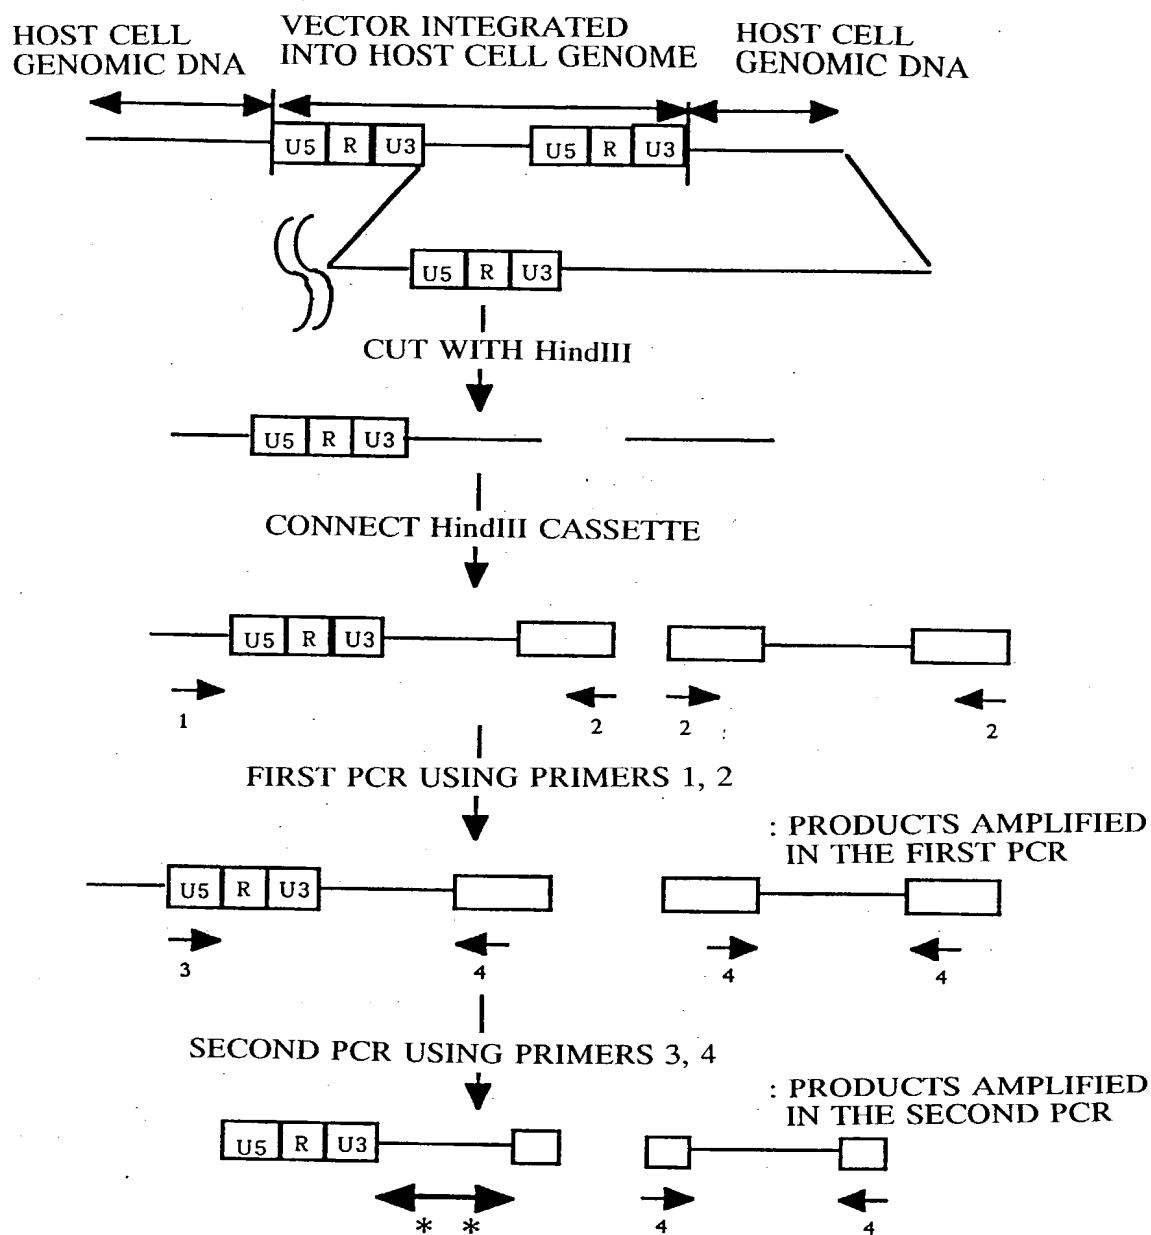 HOST CELL
GENOMIC DNA
VECTOR INTEGRATED
INTO HOST CELL GENOME
HOST CELL
GENOMIC DNA
U5 R U3 U5 R U3
U5 R U3
CUT WITH HindIII
U5 R U3
CONNECT HindIII CASSETTE
U5 R U3
1 2 2 2
FIRST PCR USING PRIMERS 1, 2
: PRODUCTS AMPLIFIED
IN THE FIRST PCR
U5 R U3
3 4 4 4
SECOND PCR USING PRIMERS 3, 4
: PRODUCTS AMPLIFIED
IN THE SECOND PCR
U5 R U3
* * 4 4